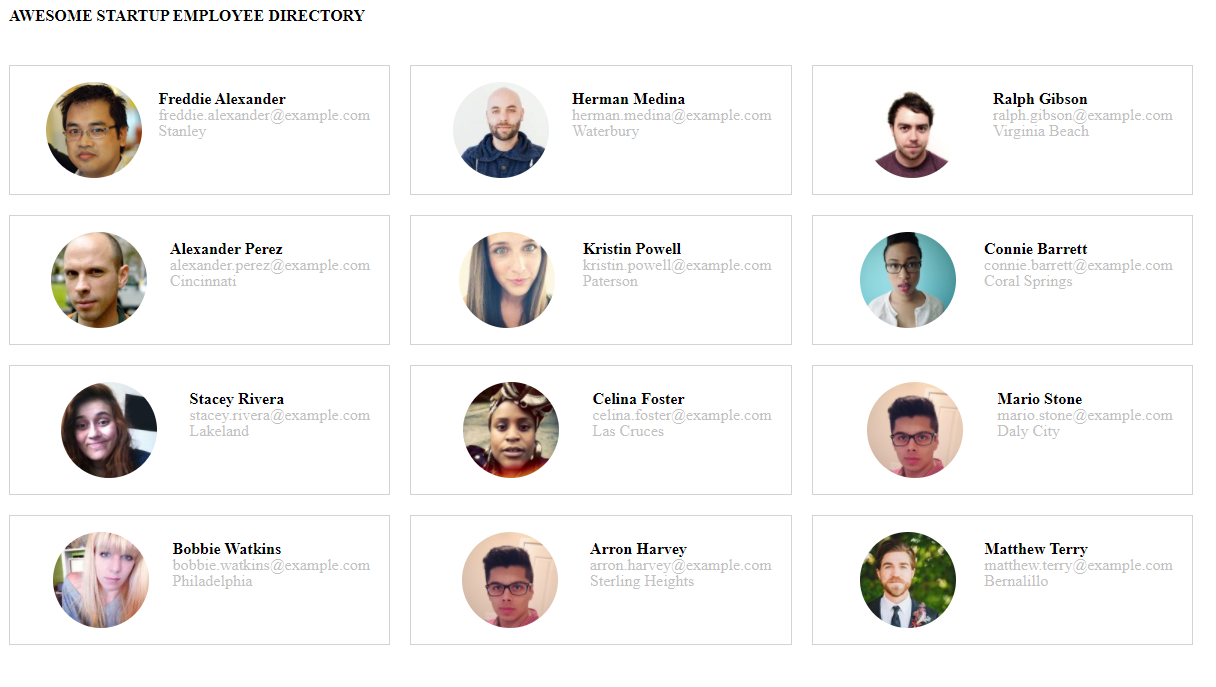 AWESOME STARTUP EMPLOYEE DIRECTORY
Freddie Alexander
freddie.alexander@example.com
Stanley
Herman Medina
herman.medina@example.com
Waterbury
Ralph Gibson
ralph.gibson@example.com
Virginia Beach
Alexander Perez
alexander.perez@example.com
Cincinnati
Kristin Powell
kristin.powell@example.com
Paterson
Connie Barrett
connie.barrett@example.com
Coral Springs
Stacey Rivera
stacey.rivera@example.com
Lakeland
Celina Foster
celina.foster@example.com
Las Cruces
Mario Stone
mario.stone@example.com
Daly City
Bobbie Watkins
bobbie.watkins@example.com
Philadelphia
Arron Harvey
arron.harvey@example.com
Sterling Heights
Matthew Terry
matthew.terry@example.com
Bernalillo